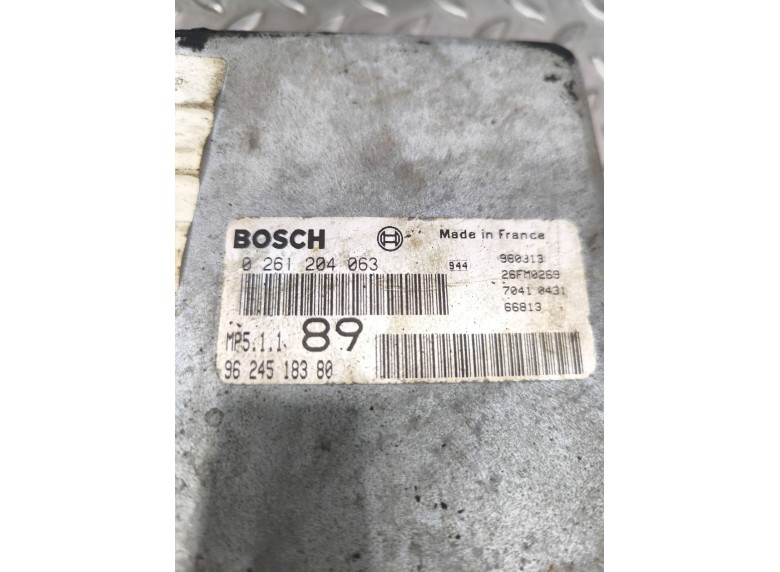 BOSCH Made in France
0 261 204 063 944 960313
26FM0269
7041 0431
66813
MP5.1.1 89
96 245 183 80